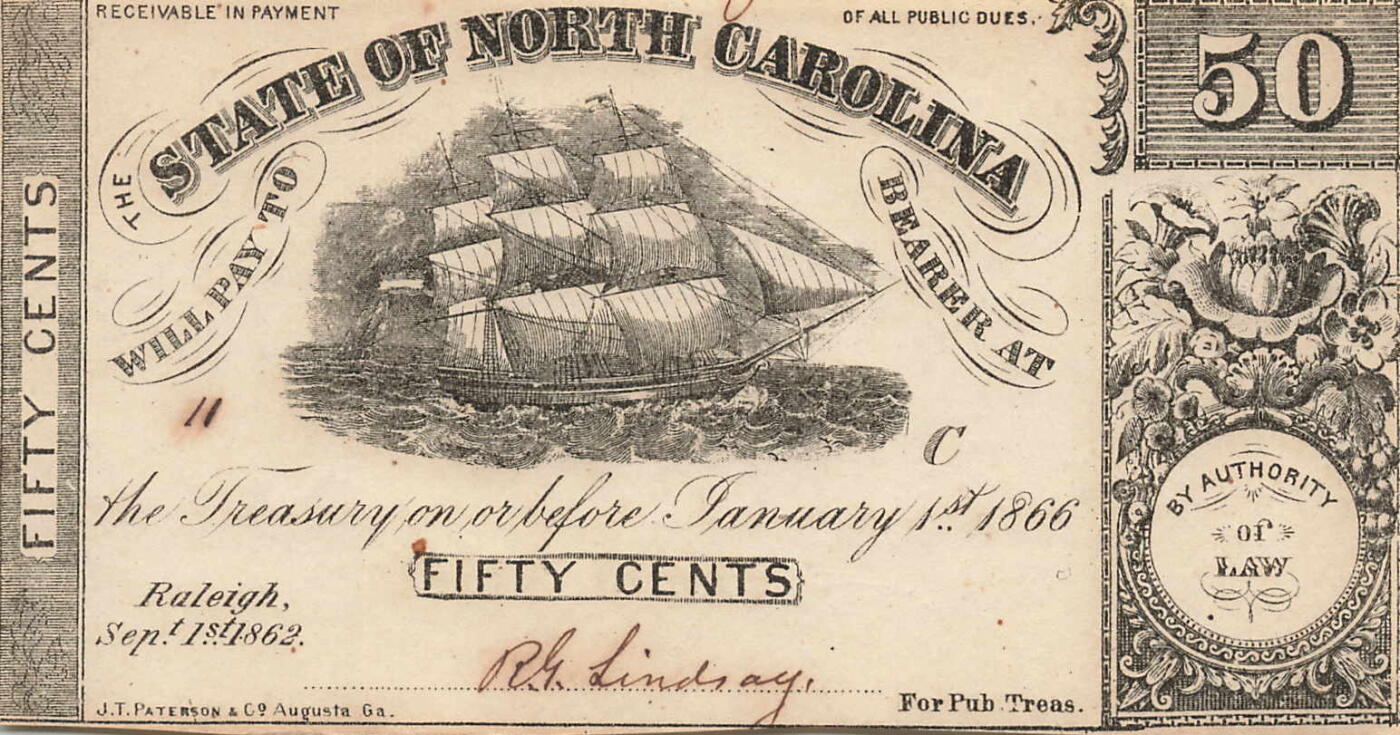 RECEIVABLE IN PAYMENT OF ALL PUBLIC DUES.
50
THE STATE OF NORTH CAROLINA
WILL PAY TO BEARER AT
FIFTY CENTS
11
C
the Treasury on or before January 1st 1866
FIFTY CENTS
BY AUTHORITY
of
LAW
Raleigh,
Sept. 1st 1862.
R.G. Lindsay.
For Pub. Treas.
J.T. PATERSON & Co Augusta Ga.